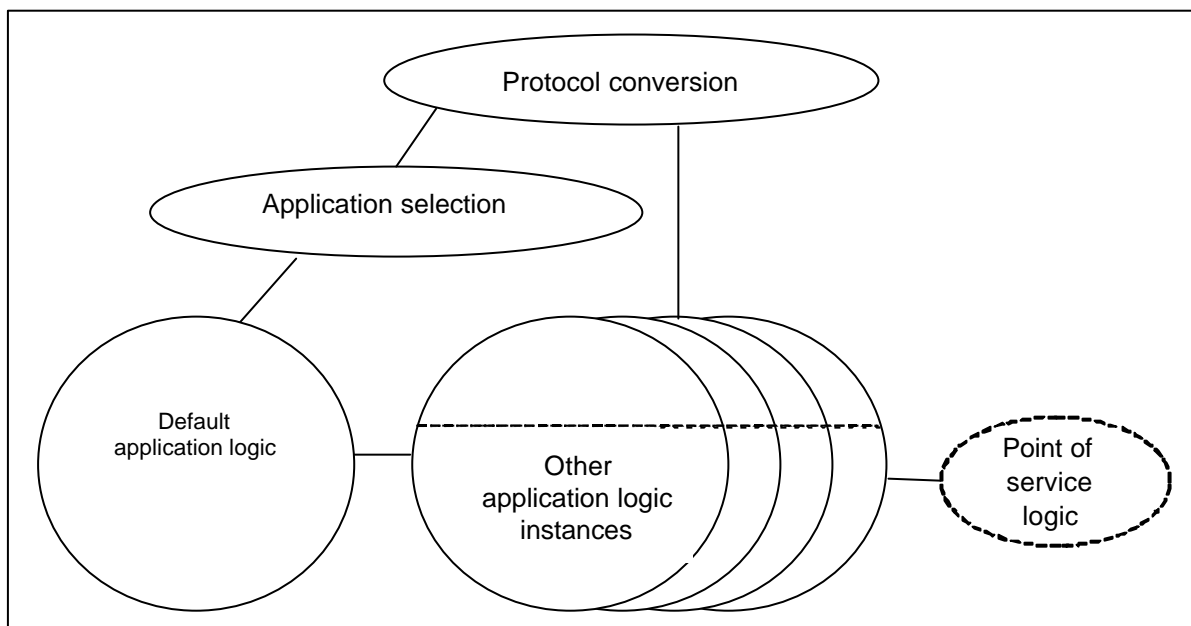 Protocol conversion
Application selection
Default
application logic
Other
application logic
instances
Point of
service
logic